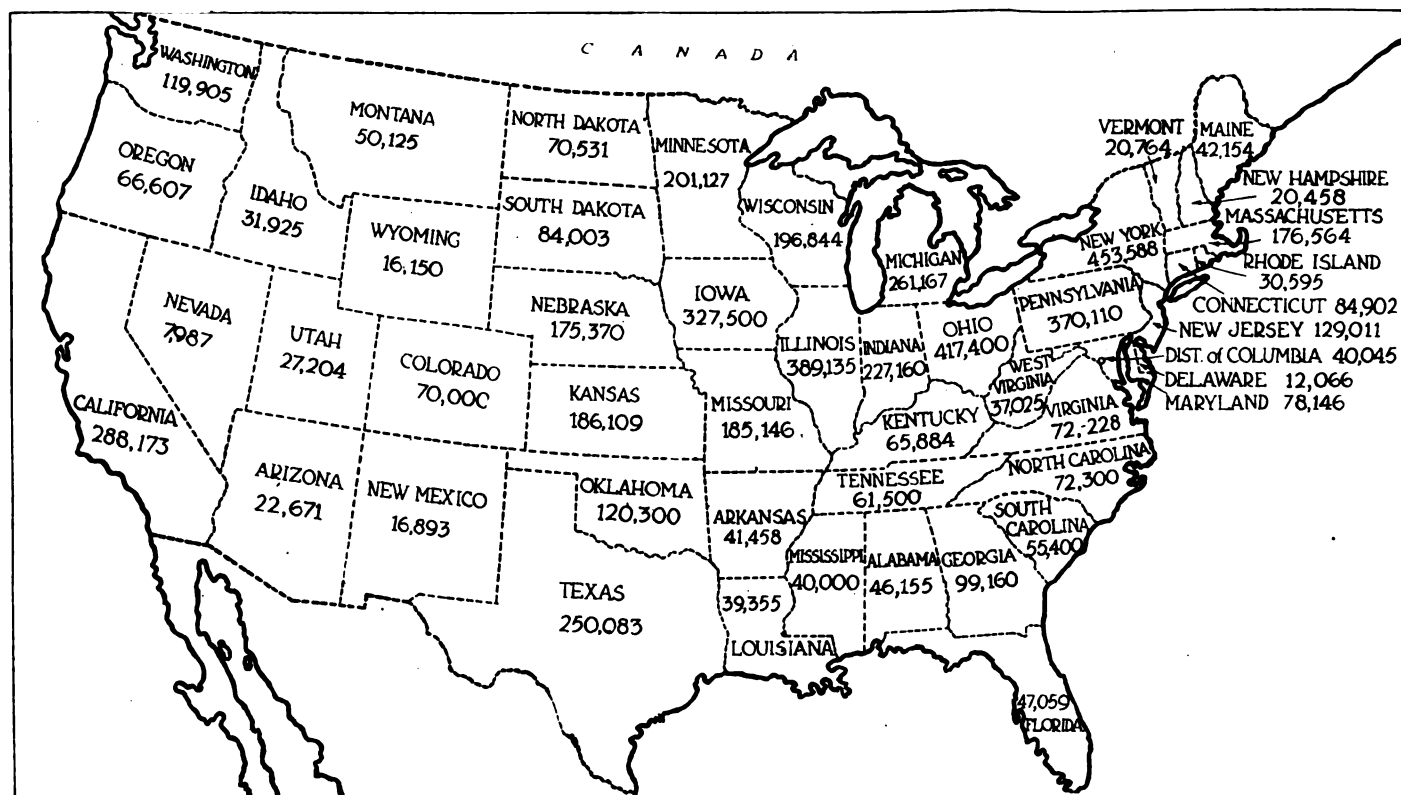 CANADA
WASHINGTON
119,905
MONTANA
50,125
NORTH DAKOTA
70,531
MINNESOTA
201,127
VERMONT
20,764
MAINE
42,154
OREGON
66,607
IDAHO
31,925
WYOMING
16,150
SOUTH DAKOTA
84,003
WISCONSIN
196,844
MICHIGAN
261,167
NEW YORK
453,588
NEW HAMPSHIRE
20,458
MASSACHUSETTS
176,564
RHODE ISLAND
30,595
CONNECTICUT 84,902
NEW JERSEY 129,011
DIST. of COLUMBIA 40,045
DELAWARE 12,066
MARYLAND 78,146
NEVADA
7,987
UTAH
27,204
COLORADO
70,000
NEBRASKA
175,370
IOWA
327,500
ILLINOIS
389,135
INDIANA
227,160
OHIO
417,400
PENNSYLVANIA
370,110
WEST
VIRGINIA
37,025
VIRGINIA
72,228
CALIFORNIA
288,173
KANSAS
186,109
MISSOURI
185,146
KENTUCKY
65,884
ARIZONA
22,671
NEW MEXICO
16,893
OKLAHOMA
120,300
ARKANSAS
41,458
TENNESSEE
61,500
NORTH CAROLINA
72,300
SOUTH
CAROLINA
55,400
TEXAS
250,083
39,355
LOUISIANA
MISSISSIPPI
40,000
ALABAMA
46,155
GEORGIA
99,160
47,059
FLORIDA